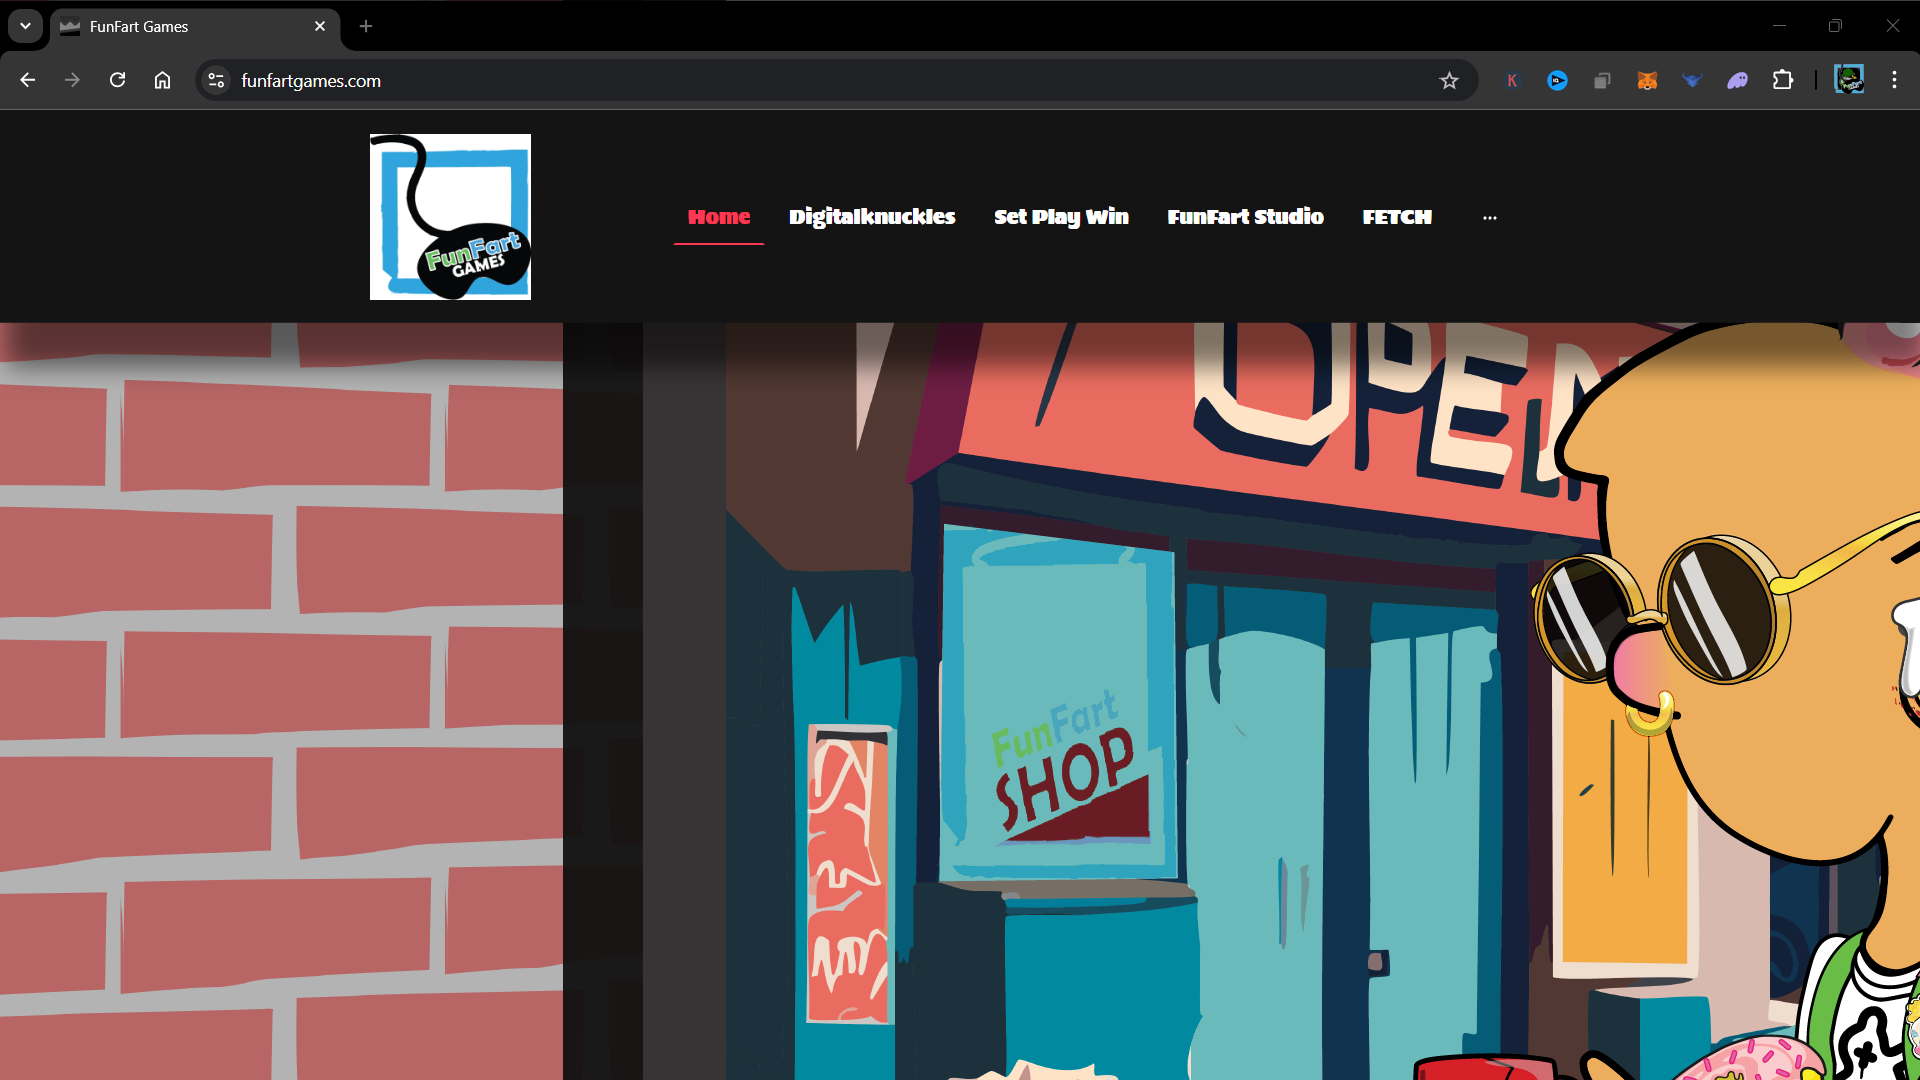 FunFart Games
funfartgames.com
FunFart
GAMES
Home Digitalknuckles Set Play Win FunFart Studio FETCH ...
OPEN
FunFart
SHOP